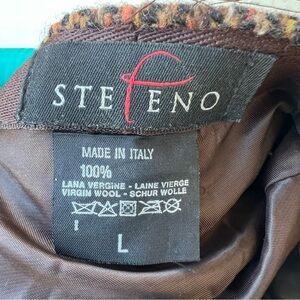 STEfENO
MADE IN ITALY
100%
LANA VERGINE - LAINE VIERGE
VIRGIN WOOL - SCHUR WOLLE
L